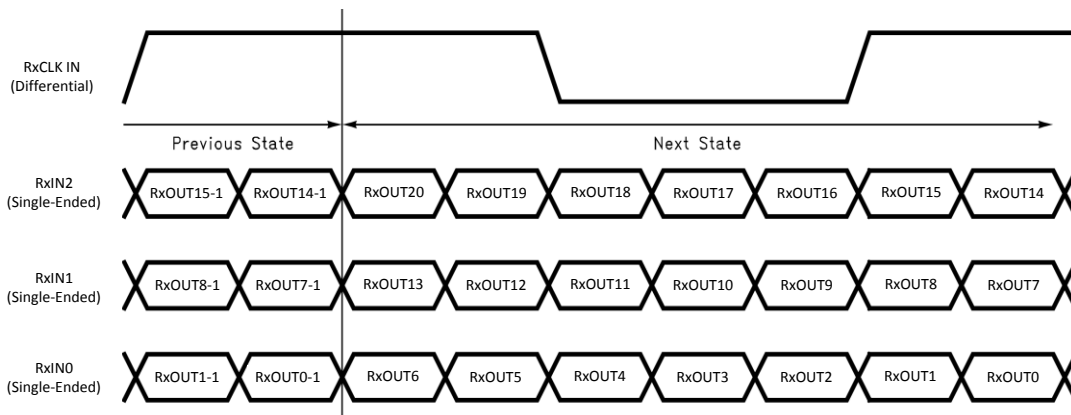 RxCLK IN
(Differential)
Previous State
Next State
RxIN2
(Single-Ended)
RxOUT15-1
RxOUT14-1
RxOUT20
RxOUT19
RxOUT18
RxOUT17
RxOUT16
RxOUT15
RxOUT14
RxIN1
(Single-Ended)
RxOUT8-1
RxOUT7-1
RxOUT13
RxOUT12
RxOUT11
RxOUT10
RxOUT9
RxOUT8
RxOUT7
RxIN0
(Single-Ended)
RxOUT1-1
RxOUT0-1
RxOUT6
RxOUT5
RxOUT4
RxOUT3
RxOUT2
RxOUT1
RxOUT0